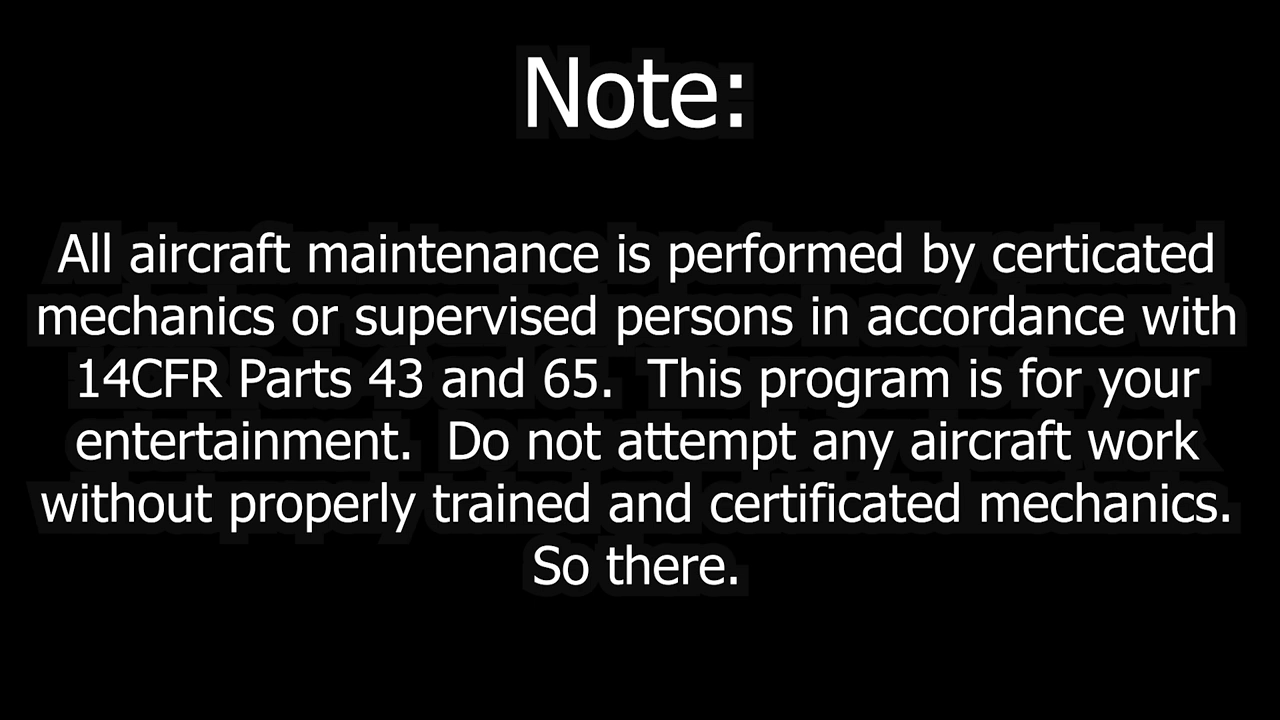 Note:
All aircraft maintenance is performed by certicated
mechanics or supervised persons in accordance with
14CFR Parts 43 and 65.  This program is for your
entertainment.  Do not attempt any aircraft work
without properly trained and certificated mechanics.
So there.